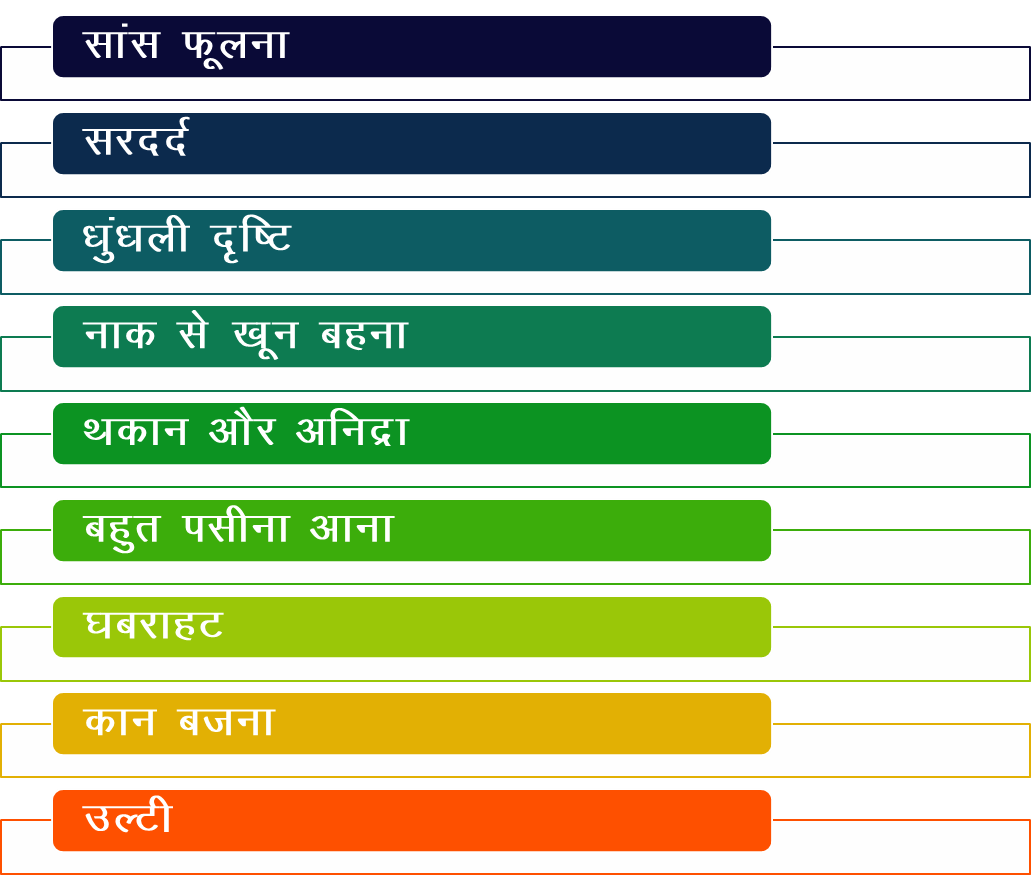 सांस फूलना
सरदर्द
धुंधली दृष्टि
नाक से खून बहना
थकान और अनिद्रा
बहुत पसीना आना
घबराहट
कान बजना
उल्टी